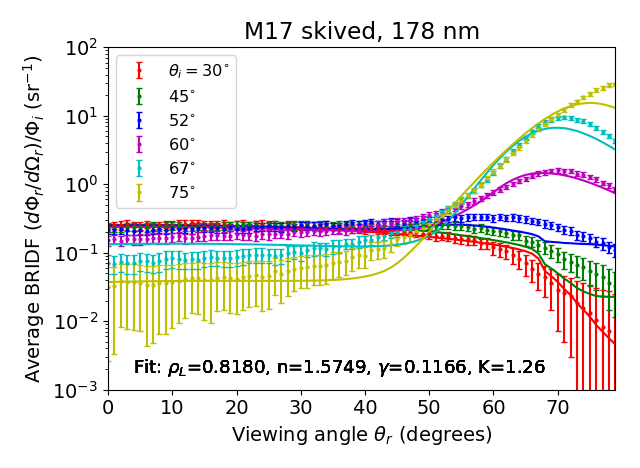 M17 skived, 178 nm
Average BRIDF (dΦᵣ/dΩᵣ)/Φᵢ (sr⁻¹)
10²
10¹
10⁰
10⁻¹
10⁻²
10⁻³
θᵢ = 30°
45°
52°
60°
67°
75°
Fit: ρ_L=0.8180, n=1.5749, γ=0.1166, K=1.26
0 10 20 30 40 50 60 70
Viewing angle θᵣ (degrees)